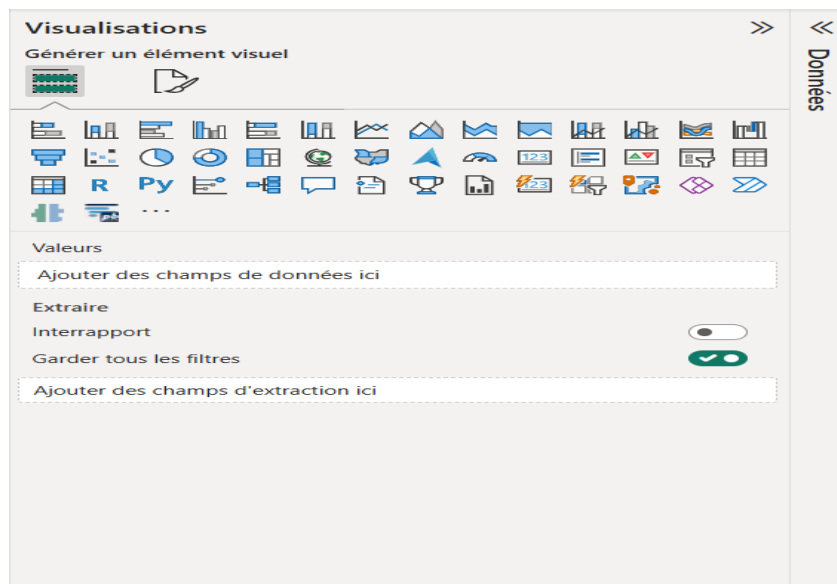 Visualisations
Générer un élément visuel
Données
123
R
Py
123
Valeurs
Ajouter des champs de données ici
Extraire
Interrapport
Garder tous les filtres
Ajouter des champs d'extraction ici